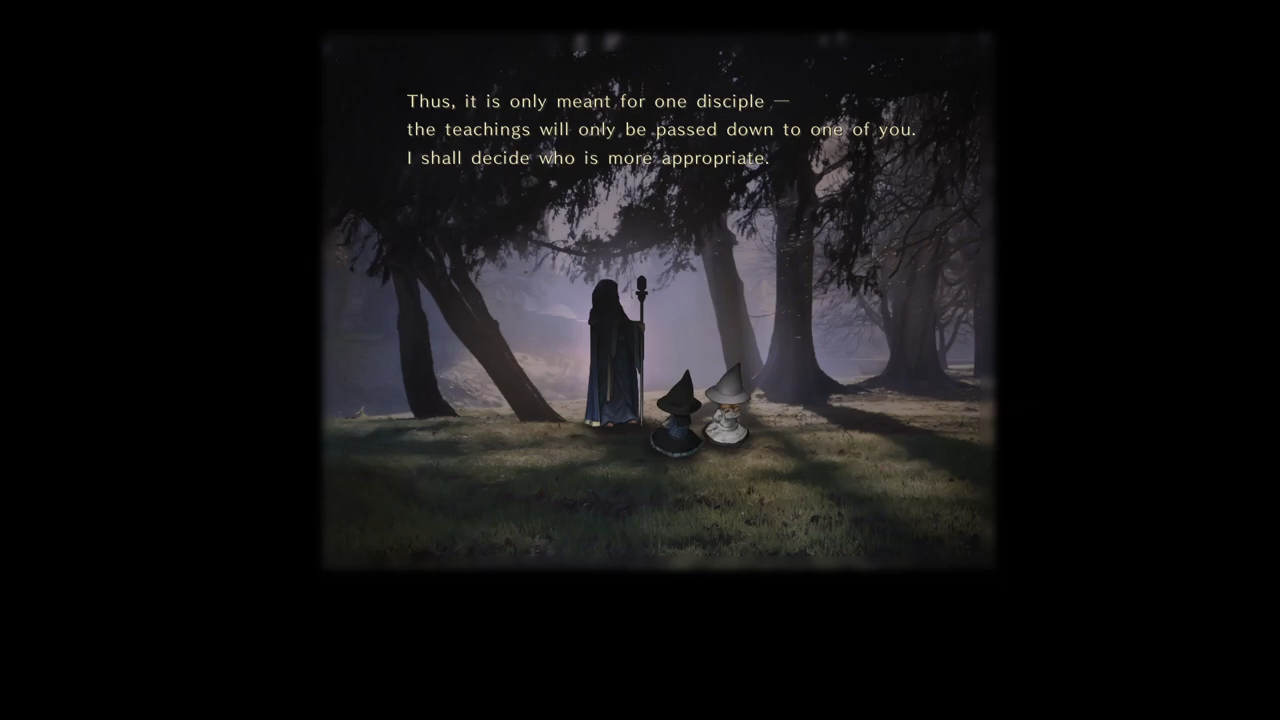 Thus, it is only meant for one disciple —
the teachings will only be passed down to one of you.
I shall decide who is more appropriate.